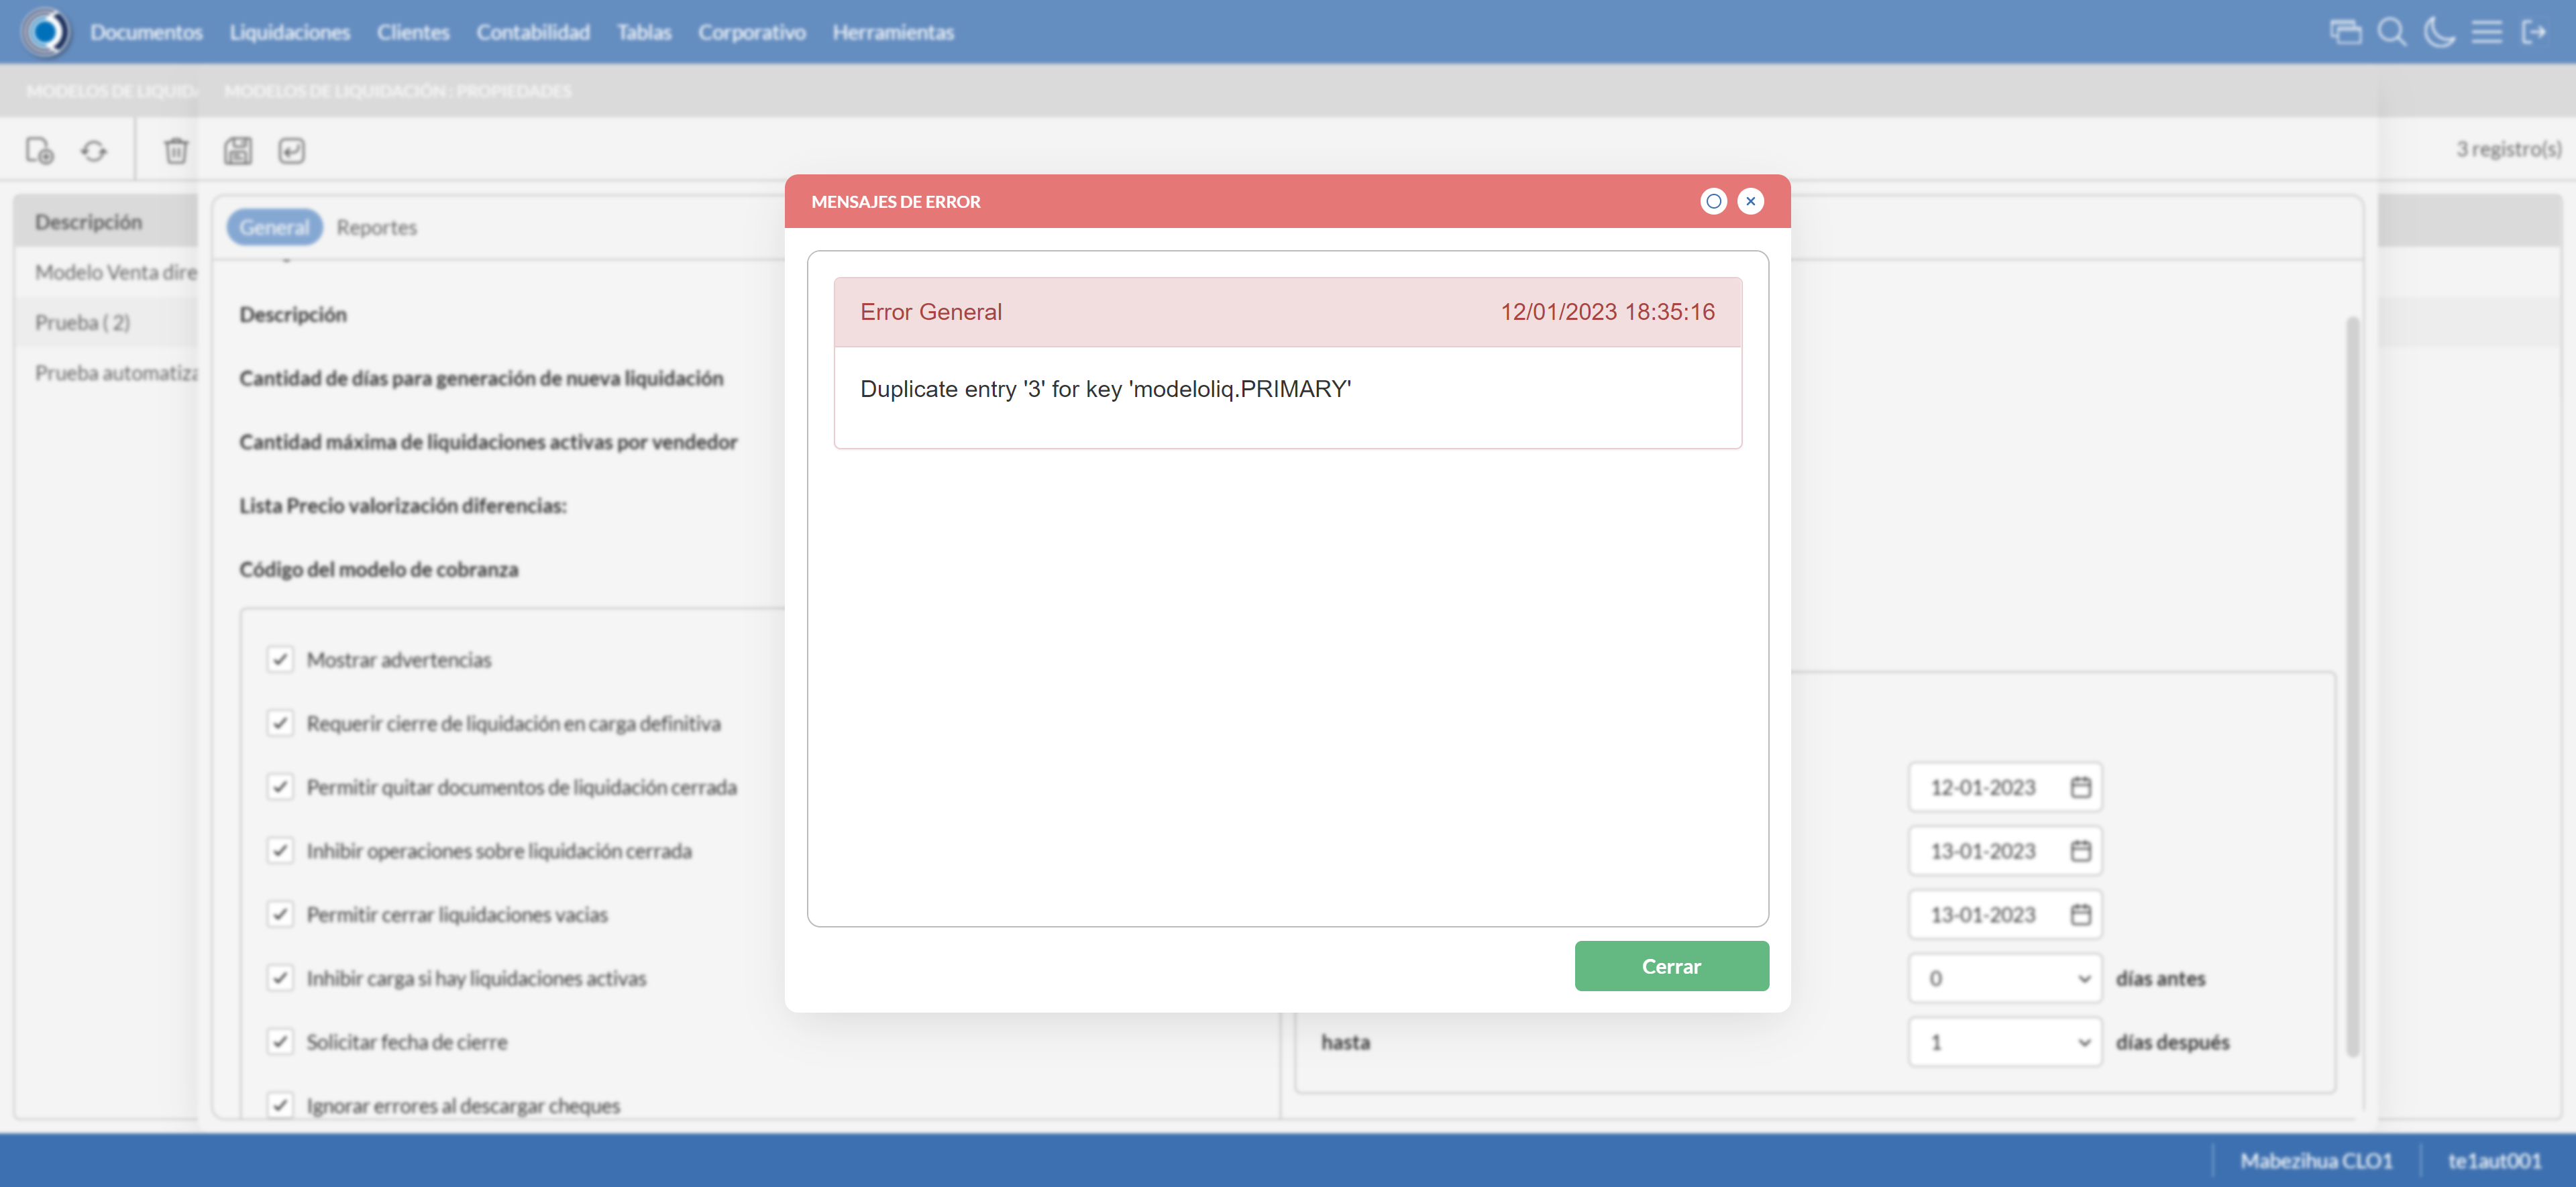 Documentos Liquidaciones Clientes Contabilidad Tablas Corporativo Herramientas
MODELOS DE LIQUIDA MODELOS DE LIQUIDACIÓN : PROPIEDADES
3 registro(s)
Descripción
Modelo Venta dire
Prueba ( 2)
Prueba automatiza
General Reportes
Descripción
Cantidad de días para generación de nueva liquidación
Cantidad máxima de liquidaciones activas por vendedor
Lista Precio valorización diferencias:
Código del modelo de cobranza
Mostrar advertencias
Requerir cierre de liquidación en carga definitiva
Permitir quitar documentos de liquidación cerrada
Inhibir operaciones sobre liquidación cerrada
Permitir cerrar liquidaciones vacias
Inhibir carga si hay liquidaciones activas
Solicitar fecha de cierre
Ignorar errores al descargar cheques
MENSAJES DE ERROR
Error General 12/01/2023 18:35:16
Duplicate entry '3' for key 'modeloliq.PRIMARY'
Cerrar
12-01-2023
13-01-2023
13-01-2023
0 días antes
hasta 1 días después
Mabezihua CLO1 te1aut001